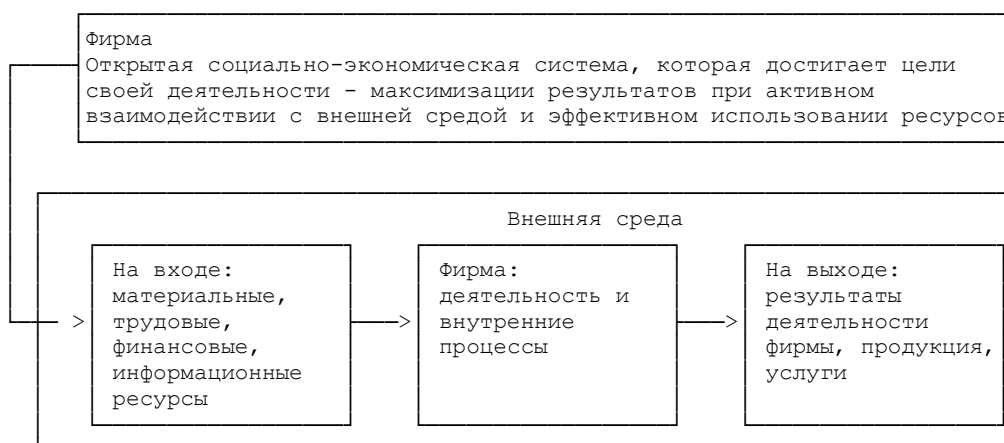 Фирма
Открытая социально-экономическая система, которая достигает цели
своей деятельности - максимизации результатов при активном
взаимодействии с внешней средой и эффективном использовании ресурсов
Внешняя среда
На входе:
материальные,
трудовые,
финансовые,
информационные
ресурсы
Фирма:
деятельность и
внутренние
процессы
На выходе:
результаты
деятельности
фирмы, продукция,
услуги